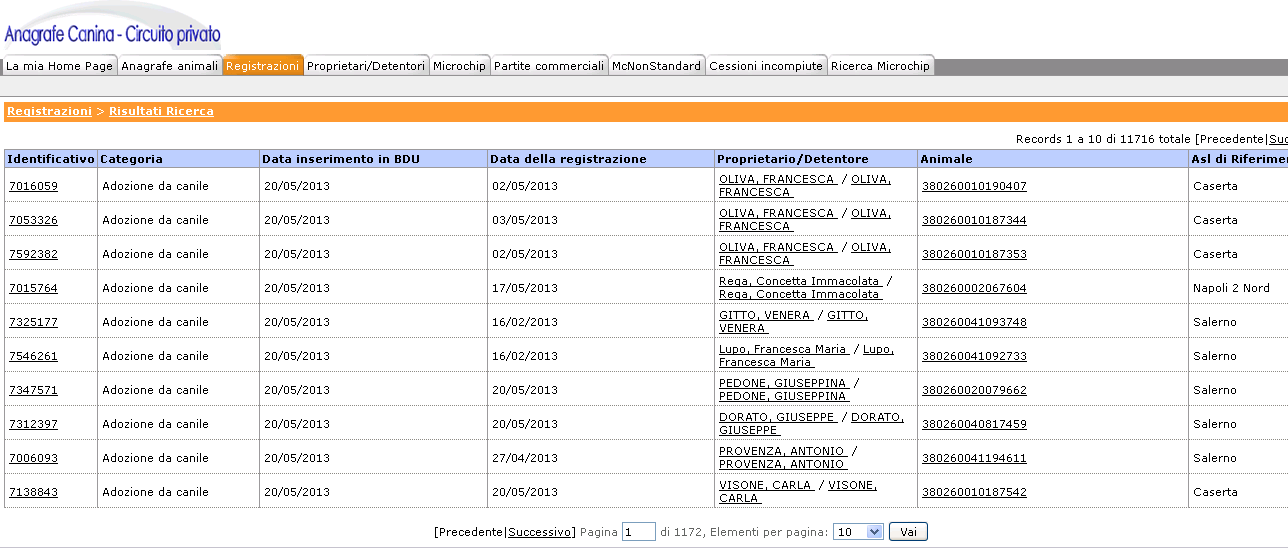 Anagrafe Canina - Circuito privato
La mia Home Page Anagrafe animali Registrazioni Proprietari/Detentori Microchip Partite commerciali McNonStandard Cessioni incompiute Ricerca Microchip
Registrazioni > Risultati Ricerca
Records 1 a 10 di 11716 totale [Precedente|Suc
Identificativo Categoria Data inserimento in BDU Data della registrazione Proprietario/Detentore Animale Asl di Riferime
7016059 Adozione da canile 20/05/2013 02/05/2013 OLIVA, FRANCESCA / OLIVA, FRANCESCA 380260010190407 Caserta
7053326 Adozione da canile 20/05/2013 03/05/2013 OLIVA, FRANCESCA / OLIVA, FRANCESCA 380260010187344 Caserta
7592382 Adozione da canile 20/05/2013 02/05/2013 OLIVA, FRANCESCA / OLIVA, FRANCESCA 380260010187353 Caserta
7015764 Adozione da canile 20/05/2013 17/05/2013 Rega, Concetta Immacolata / Rega, Concetta Immacolata 380260002067604 Napoli 2 Nord
7325177 Adozione da canile 20/05/2013 16/02/2013 GITTO, VENERA / GITTO, VENERA 380260041093748 Salerno
7546261 Adozione da canile 20/05/2013 16/02/2013 Lupo, Francesca Maria / Lupo, Francesca Maria 380260041092733 Salerno
7347571 Adozione da canile 20/05/2013 20/05/2013 PEDONE, GIUSEPPINA / PEDONE, GIUSEPPINA 380260020079662 Salerno
7312397 Adozione da canile 20/05/2013 20/05/2013 DORATO, GIUSEPPE / DORATO, GIUSEPPE 380260040817459 Salerno
7006093 Adozione da canile 20/05/2013 27/04/2013 PROVENZA, ANTONIO / PROVENZA, ANTONIO 380260041194611 Salerno
7138843 Adozione da canile 20/05/2013 20/05/2013 VISONE, CARLA / VISONE, CARLA 380260010187542 Caserta
[Precedente|Successivo] Pagina 1 di 1172, Elementi per pagina: 10 Vai